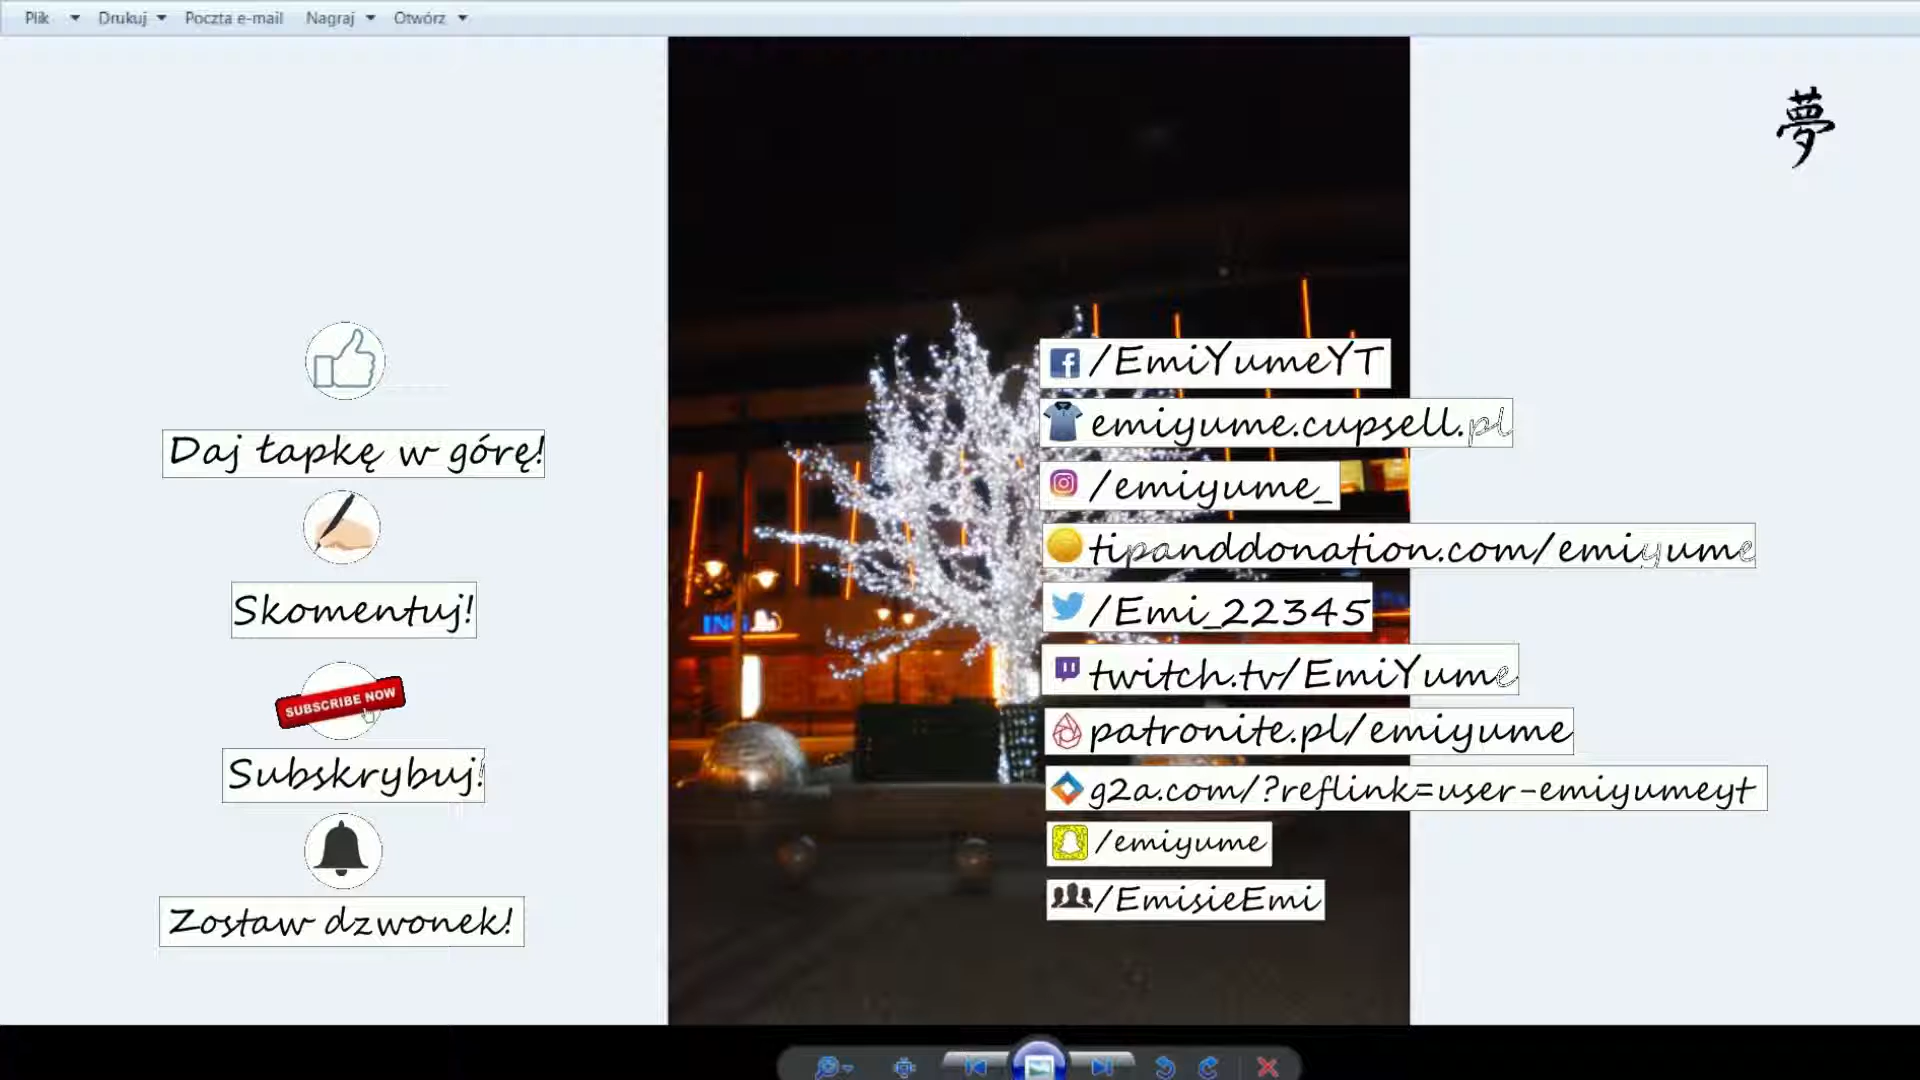 Plik Drukuj Poczta e-mail Nagraj Otwórz
夢
Daj łapkę w górę!
Skomentuj!
SUBSCRIBE NOW
Subskrybuj!
Zostaw dzwonek!
/EmiYumeYT
emiyume.cupsell.pl
/emiyume_
tipanddonation.com/emiyume
/Emi_22345
twitch.tv/EmiYume
patronite.pl/emiyume
g2a.com/?reflink=user-emiyumeyt
/emiyume
/EmisieEmi
ING